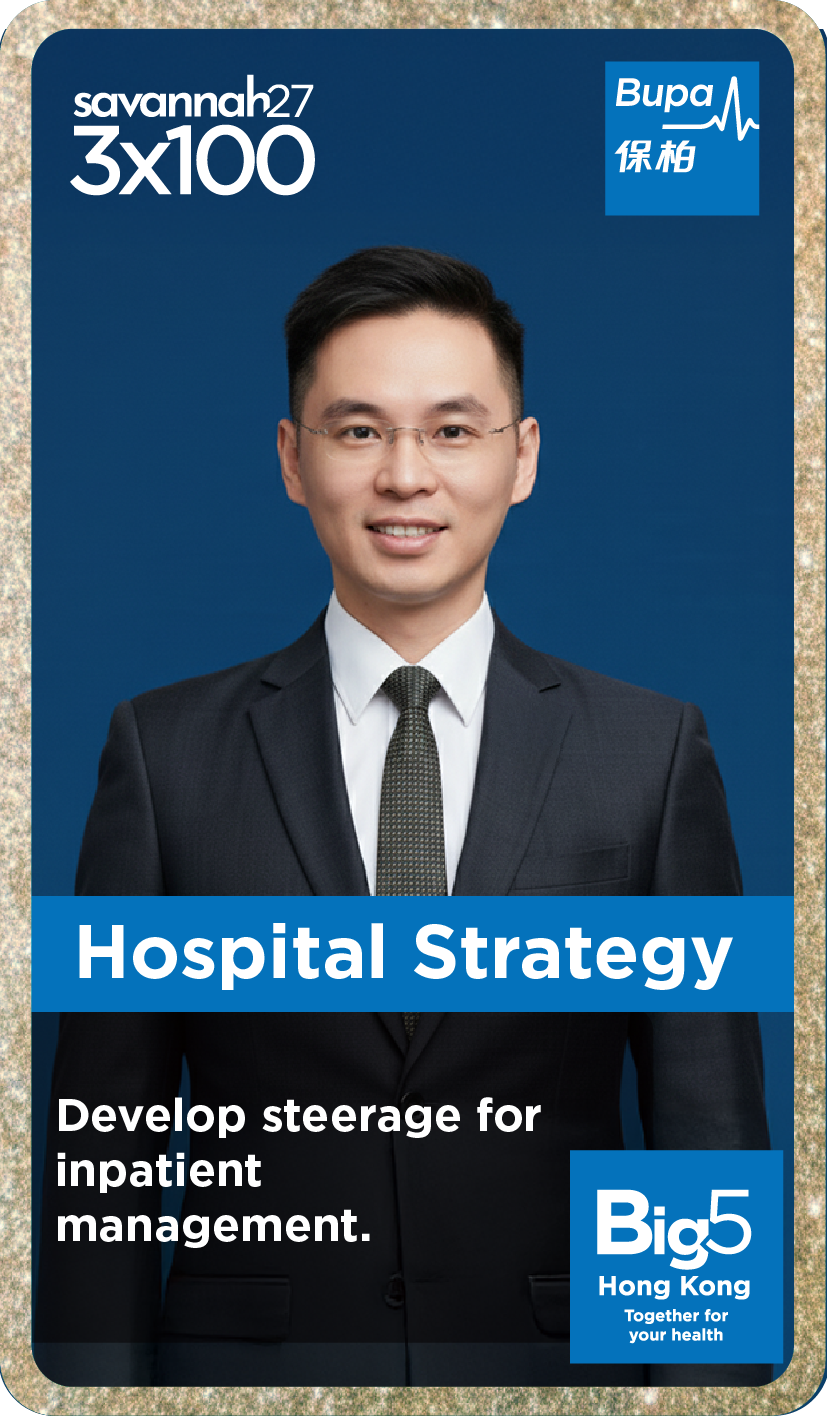 savannah27
3x100
Bupa
保柏
Hospital Strategy
Develop steerage for
inpatient
management.
Big5
Hong Kong
Together for
your health